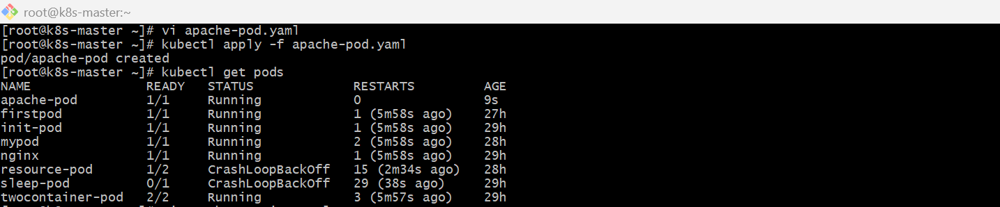 root@k8s-master:~
[root@k8s-master ~]# vi apache-pod.yaml
[root@k8s-master ~]# kubectl apply -f apache-pod.yaml
pod/apache-pod created
[root@k8s-master ~]# kubectl get pods
NAME                READY   STATUS             RESTARTS         AGE
apache-pod          1/1     Running            0                9s
firstpod            1/1     Running            1 (5m58s ago)    27h
init-pod            1/1     Running            1 (5m58s ago)    29h
mypod               1/1     Running            2 (5m58s ago)    28h
nginx               1/1     Running            1 (5m58s ago)    29h
resource-pod        1/2     CrashLoopBackOff   15 (2m34s ago)   28h
sleep-pod           0/1     CrashLoopBackOff   29 (38s ago)     29h
twocontainer-pod    2/2     Running            3 (5m57s ago)    29h